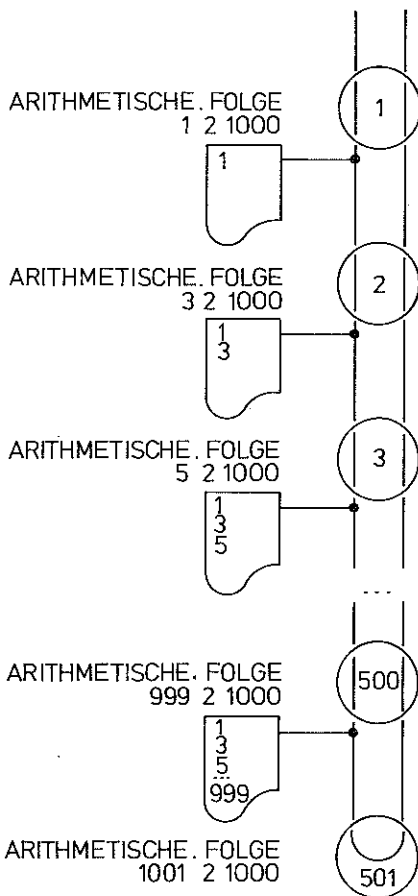 ARITHMETISCHE.FOLGE
1 2 1000
1
1
ARITHMETISCHE.FOLGE
3 2 1000
2
1
3
ARITHMETISCHE.FOLGE
5 2 1000
3
1
3
5
...
ARITHMETISCHE.FOLGE
999 2 1000
500
1
3
5
...
999
ARITHMETISCHE.FOLGE
1001 2 1000
501